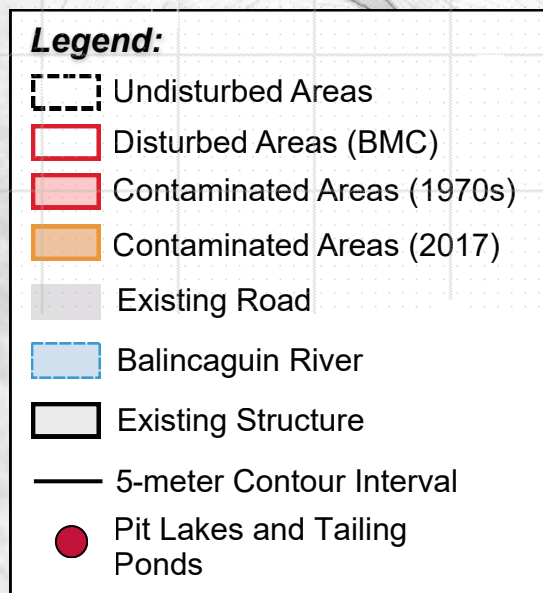 Legend:
Undisturbed Areas
Disturbed Areas (BMC)
Contaminated Areas (1970s)
Contaminated Areas (2017)
Existing Road
Balincaguin River
Existing Structure
5-meter Contour Interval
Pit Lakes and Tailing
Ponds